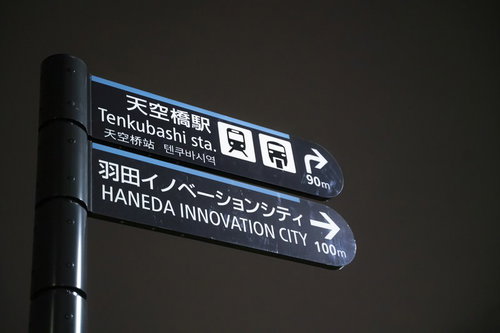 天空橋駅
Tenkubashi sta.
天空桥站 텐쿠바시역
90m
羽田イノベーションシティ
HANEDA INNOVATION CITY
100m